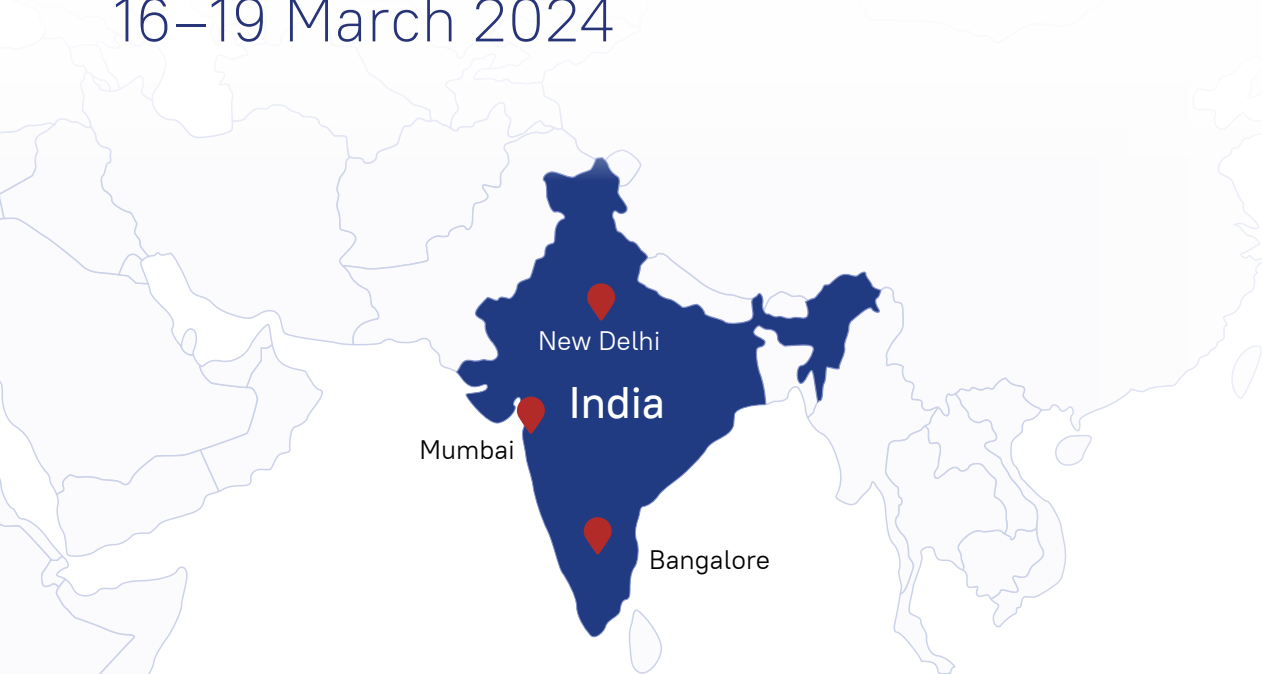 16–19 March 2024
New Delhi
India
Mumbai
Bangalore